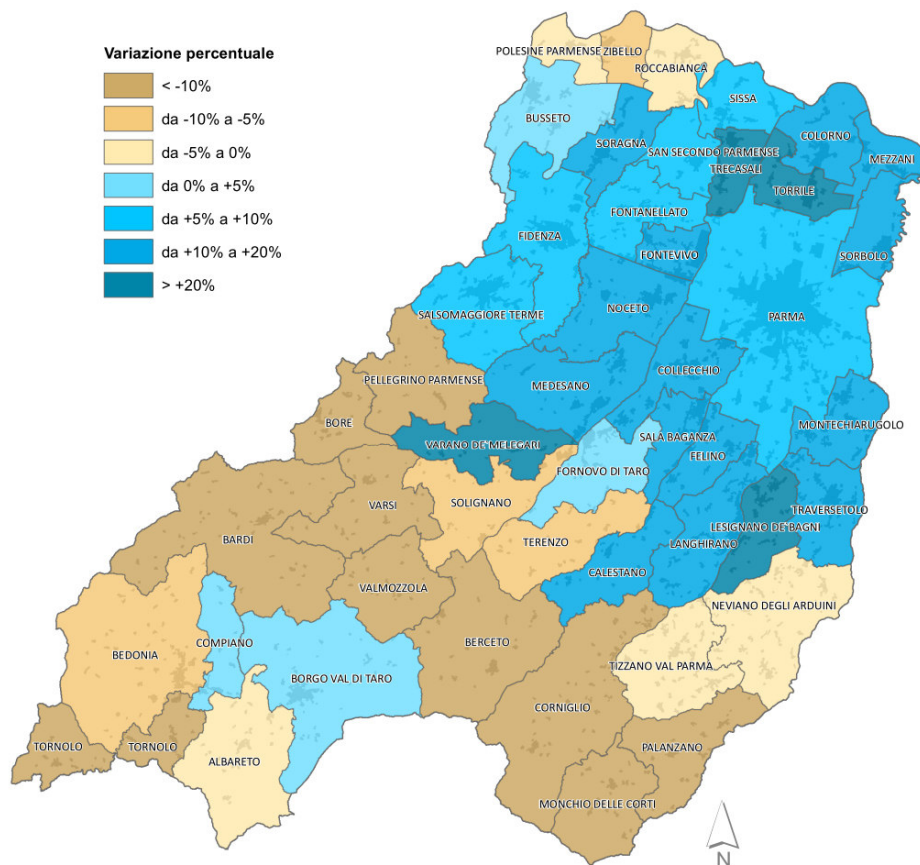 Variazione percentuale
< -10%
da -10% a -5%
da -5% a 0%
da 0% a +5%
da +5% a +10%
da +10% a +20%
> +20%
POLESINE PARMENSE
ZIBELLO
ROCCABIANCA
SISSA
BUSSETO
COLORNO
SORAGNA
SAN SECONDO PARMENSE
MEZZANI
TRECASALI
TORRILE
FONTANELLATO
FIDENZA
FONTEVIVO
SORBOLO
SALSOMAGGIORE TERME
NOCETO
PARMA
COLLECCHIO
PELLEGRINO PARMENSE
MEDESANO
BORE
MONTECHIARUGOLO
VARANO DE' MELEGARI
SALA BAGANZA
FELINO
FORNOVO DI TARO
VARSI
SOLIGNANO
TRAVERSETOLO
LESIGNANO DE'BAGNI
BARDI
TERENZO
LANGHIRANO
CALESTANO
VALMOZZOLA
NEVIANO DEGLI ARDUINI
COMPIANO
BERCETO
BEDONIA
TIZZANO VAL PARMA
BORGO VAL DI TARO
CORNIGLIO
TORNOLO
TORNOLO
PALANZANO
ALBARETO
MONCHIO DELLE CORTI
N